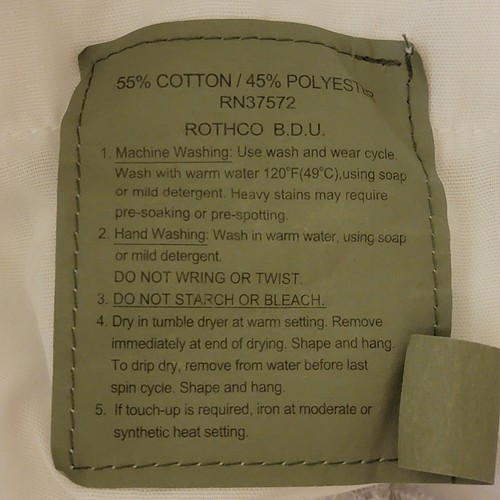 55% COTTON / 45% POLYESTER
RN37572
ROTHCO B.D.U.
1. Machine Washing: Use wash and wear cycle.
Wash with warm water 120°F(49°C),using soap
or mild detergent. Heavy stains may require
pre-soaking or pre-spotting.
2. Hand Washing: Wash in warm water, using soap
or mild detergent.
DO NOT WRING OR TWIST.
3. DO NOT STARCH OR BLEACH.
4. Dry in tumble dryer at warm setting. Remove
immediately at end of drying. Shape and hang.
To drip dry, remove from water before last
spin cycle. Shape and hang.
5. If touch-up is required, iron at moderate or
synthetic heat setting.